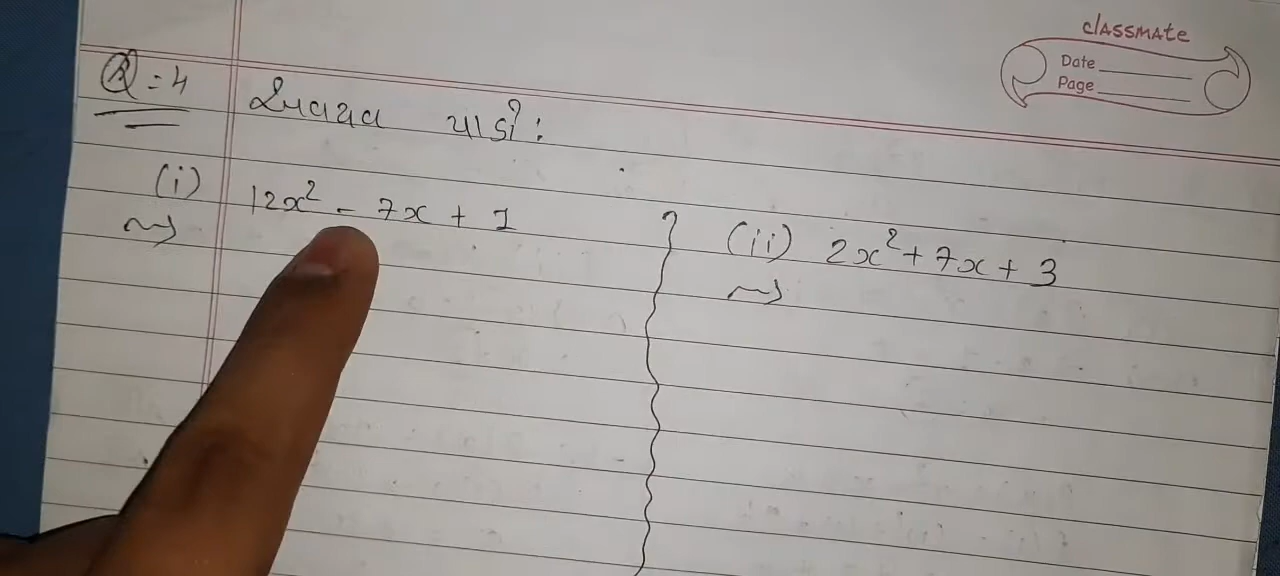 classmate
Date
Page
Q=4 અવયવ પાડો:
(i) 12x² - 7x + 1
(ii) 2x² + 7x + 3